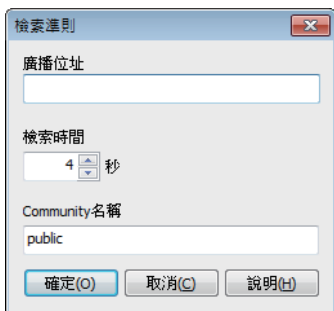 檢索準則
廣播位址
檢索時間
4 秒
Community名稱
public
確定(O) 取消(C) 說明(H)